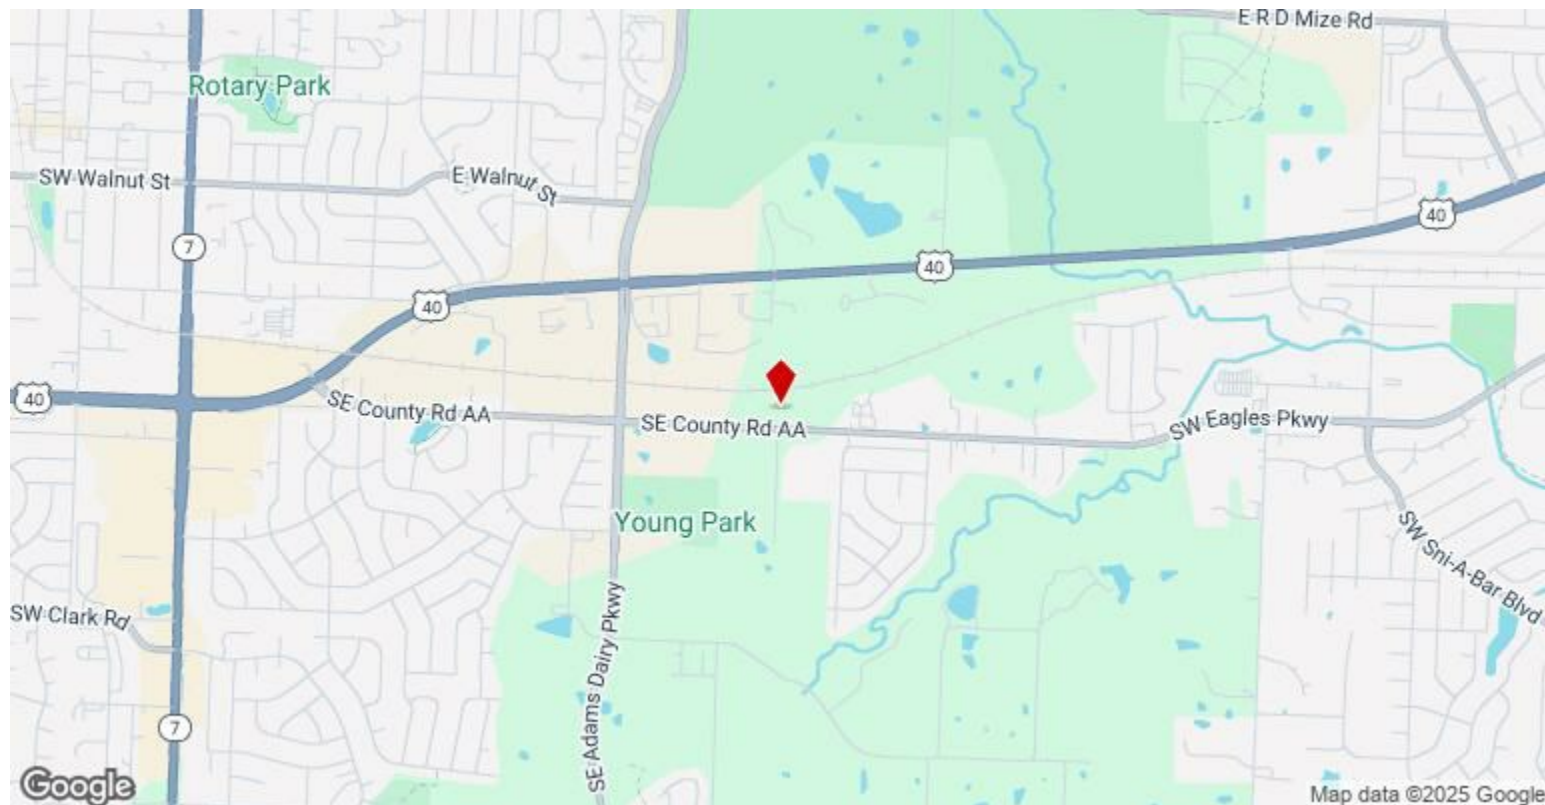 E R D Mize Rd
Rotary Park
SW Walnut St
E Walnut St
7
40
40
40
40
SE County Rd AA
SE County Rd AA
SW Eagles Pkwy
Young Park
SW Sni-A-Bar Blvd
SW Clark Rd
SE Adams Dairy Pkwy
7
Google
Map data ©2025 Google